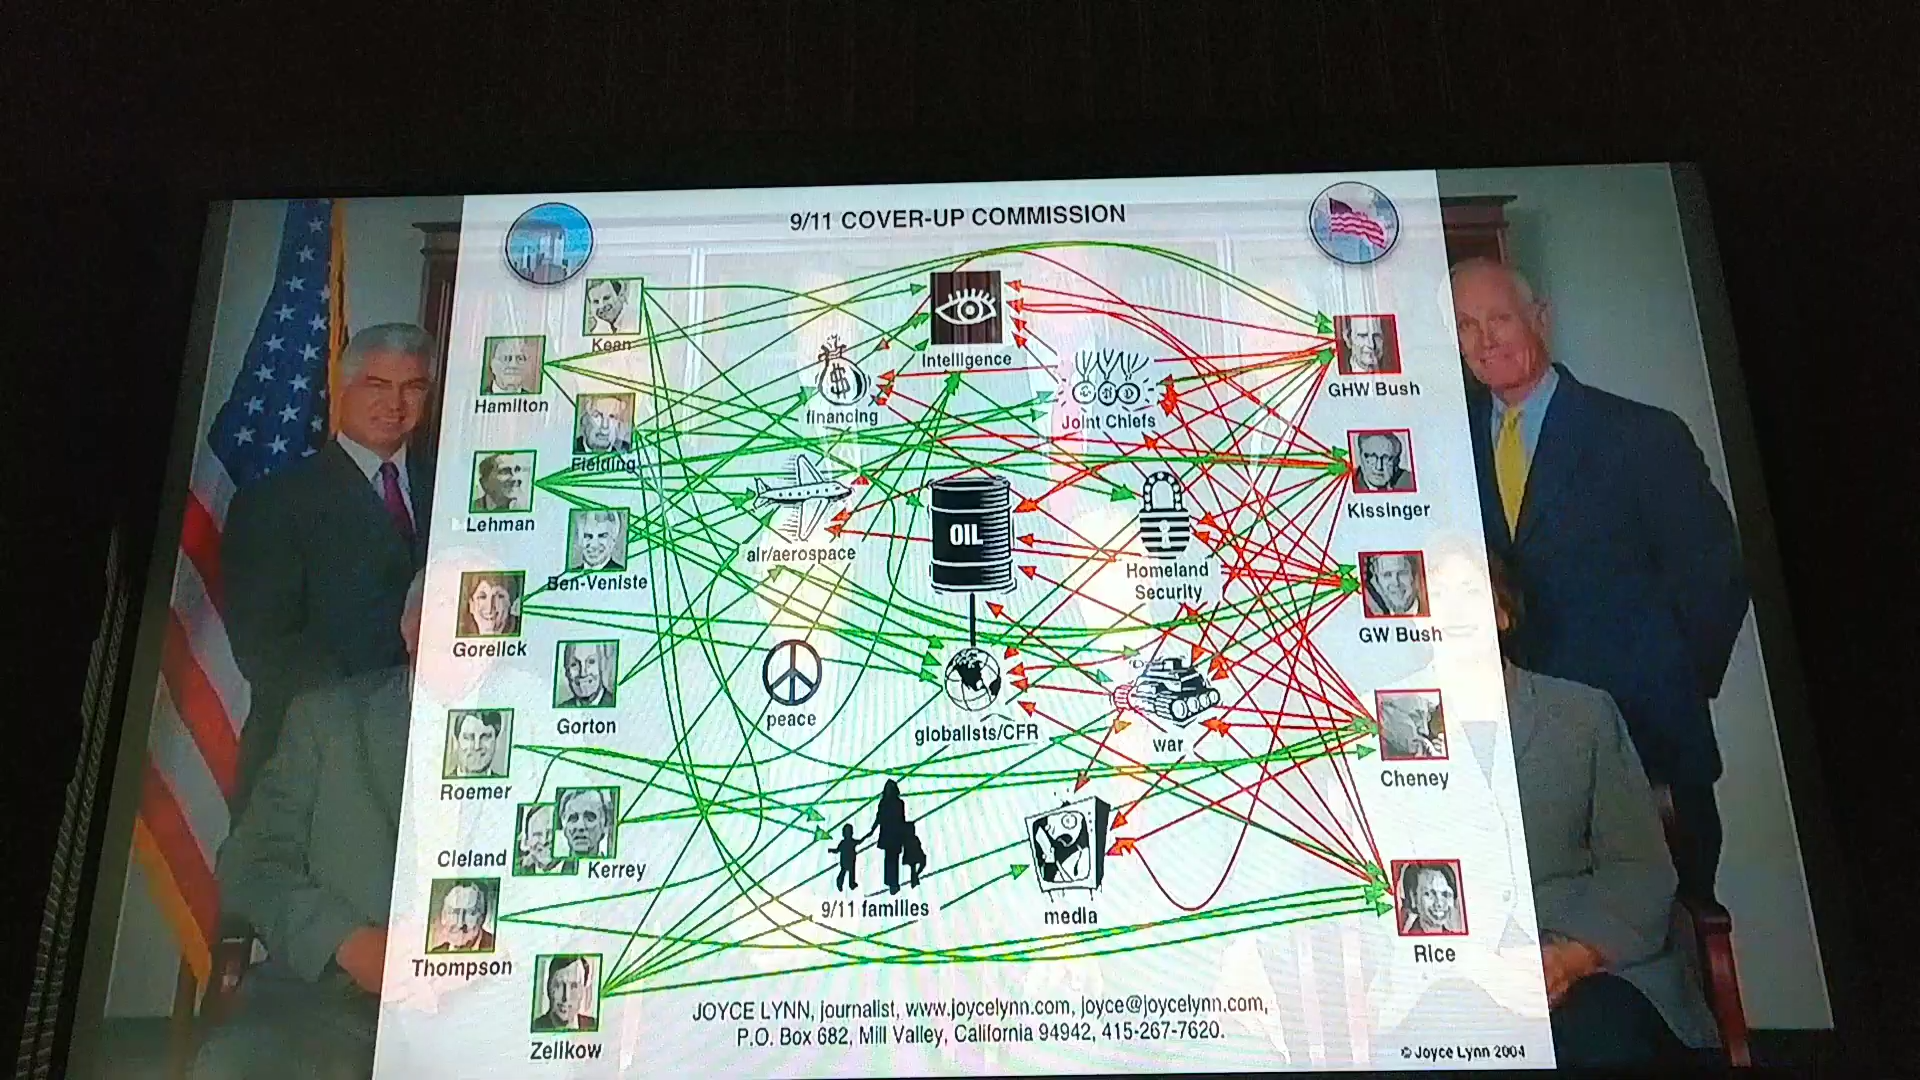 9/11 COVER-UP COMMISSION
Kean
Hamilton
Fielding
Lehman
Ben-Veniste
Gorelick
Gorton
Roemer
Cleland
Kerrey
Thompson
Zelikow
Intelligence
financing
Joint Chiefs
air/aerospace
OIL
Homeland
Security
peace
globalists/CFR
war
9/11 families
media
GHW Bush
Kissinger
GW Bush
Cheney
Rice
JOYCE LYNN, journalist, www.joycelynn.com, joyce@joycelynn.com,
P.O. Box 682, Mill Valley, California 94942, 415-267-7620.
© Joyce Lynn 2004